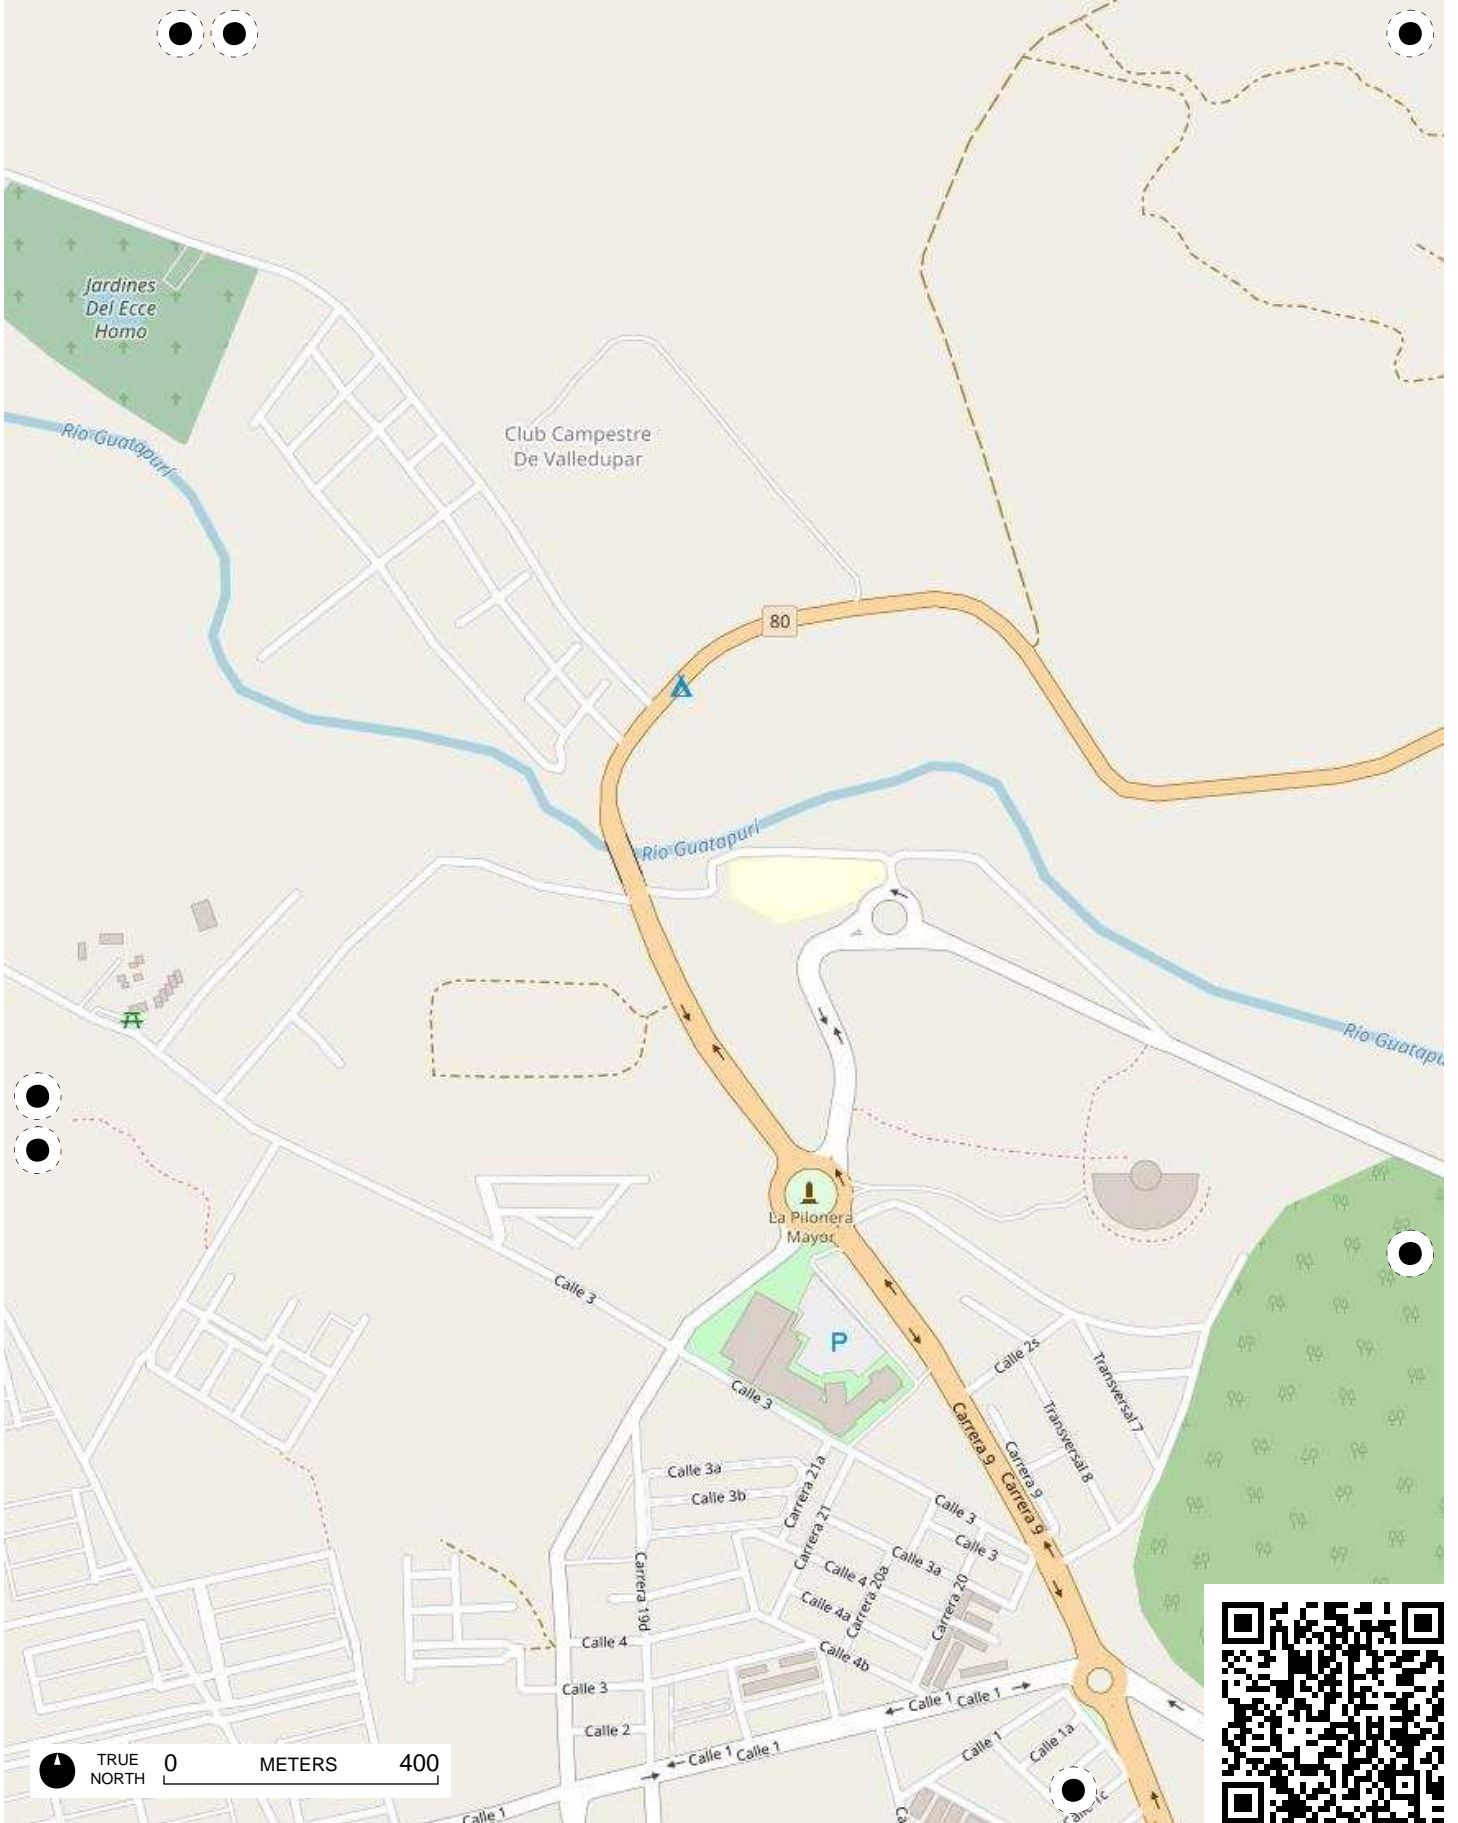 Jardines
Del Ecce
Homo
Río Guatapurí
Club Campestre
De Valledupar
80
Río Guatapurí
Río Guatapu
La Pilonera
Mayor
Calle 3
P
Calle 2s
Calle 3
Transversal 7
Transversal 8
Carrera 9
Carrera 9
Carrera 9
Calle 3a
Calle 3b
Carrera 21a
Carrera 21
Calle 3
Calle 3
Calle 3a
Calle 4
Carrera 20a
Carrera 20
Calle 4a
Carrera 19d
Calle 4
Calle 4b
Calle 3
Calle 1
Calle 1
Calle 2
Calle 1
Calle 1
Calle 1
Calle 1a
TRUE
NORTH
0 METERS 400
Calle 1
Ca